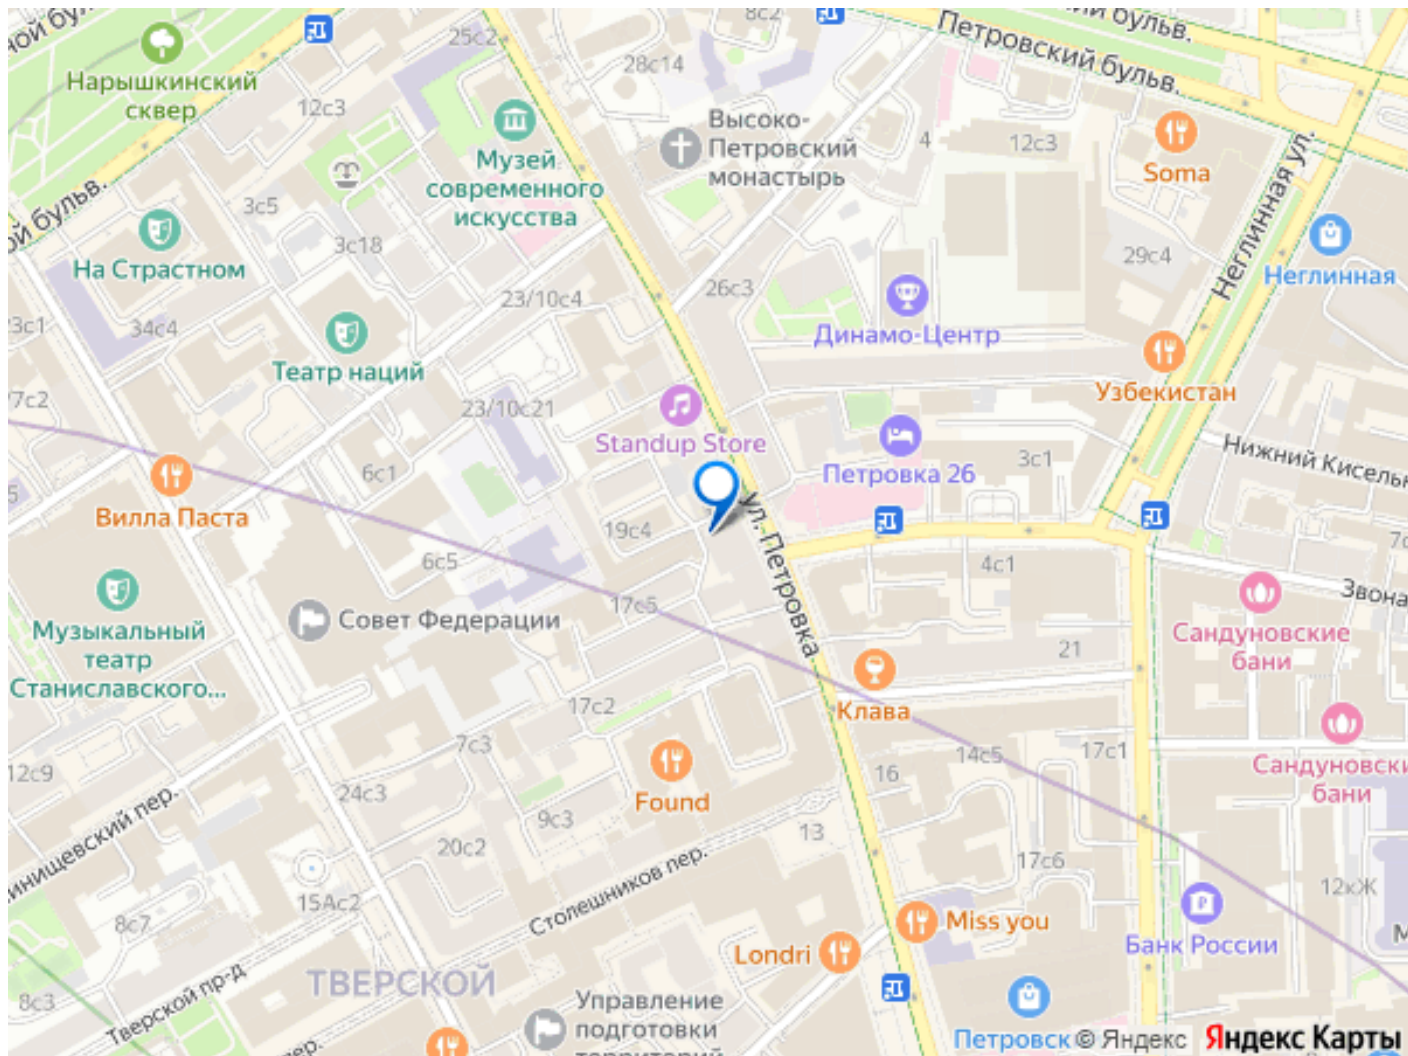 25с2
8с2
Петровский бульв.
Нарышкинский
сквер
28с14
12с3
Высоко-
Петровский
монастырь
4
12с3
Soma
Музей
современного
искусства
3с5
3с18
На Страстном
29с4
Неглинная ул.
Неглинная
26с3
23/10с4
34с4
Динамо-Центр
Театр наций
Узбекистан
23/10с21
Standup Store
6с1
Петровка 26
3с1
Вилла Паста
19с4
ул. Петровка
6с5
4с1
17с5
Совет Федерации
Музыкальный
театр
Станиславского...
Сандуновские
бани
21
Клава
17с2
7с3
14с5
17с1
16
12с9
24с3
Found
9с3
13
20с2
Столешников пер.
17с6
12кЖ
15Ас2
8с7
Miss you
Londri
Банк России
ТВЕРСКОЙ
8с3
Тверской пр-д
Управление
подготовки
Петровск
© Яндекс
Яндекс Карты